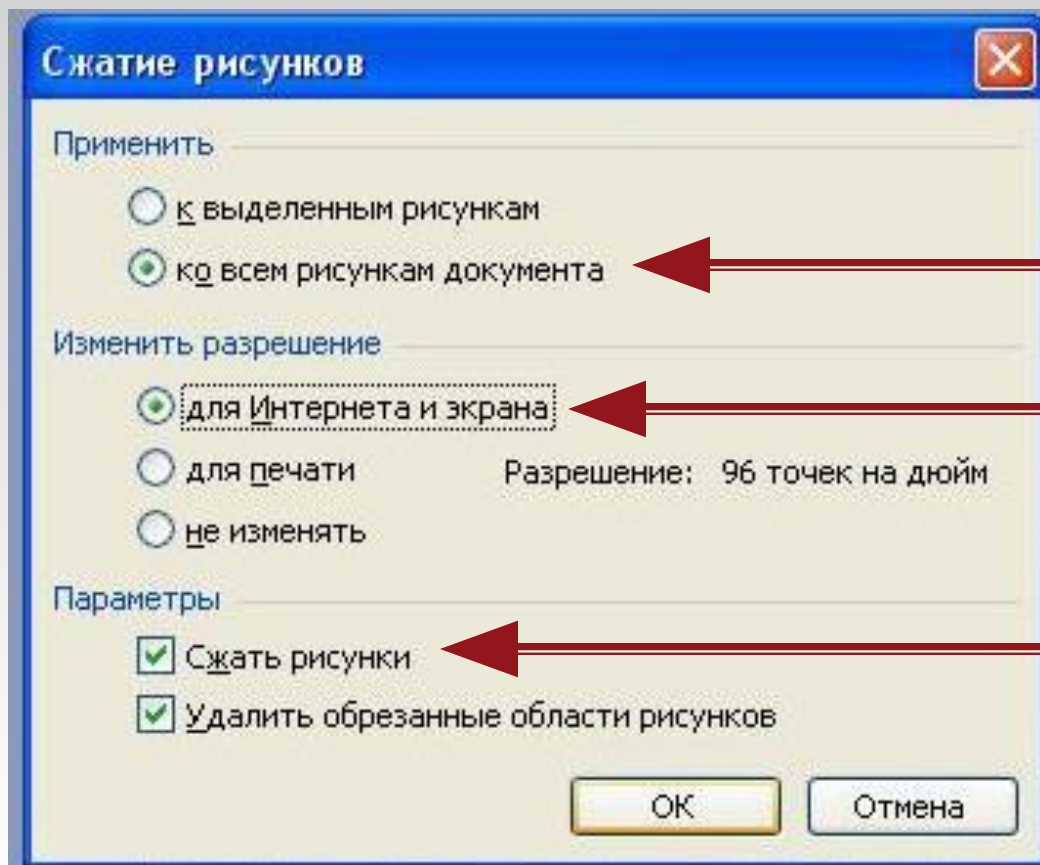 Сжатие рисунков
Применить
к выделенным рисункам
ко всем рисункам документа
Изменить разрешение
для Интернета и экрана
для печати Разрешение: 96 точек на дюйм
не изменять
Параметры
Сжать рисунки
Удалить обрезанные области рисунков
ОК Отмена